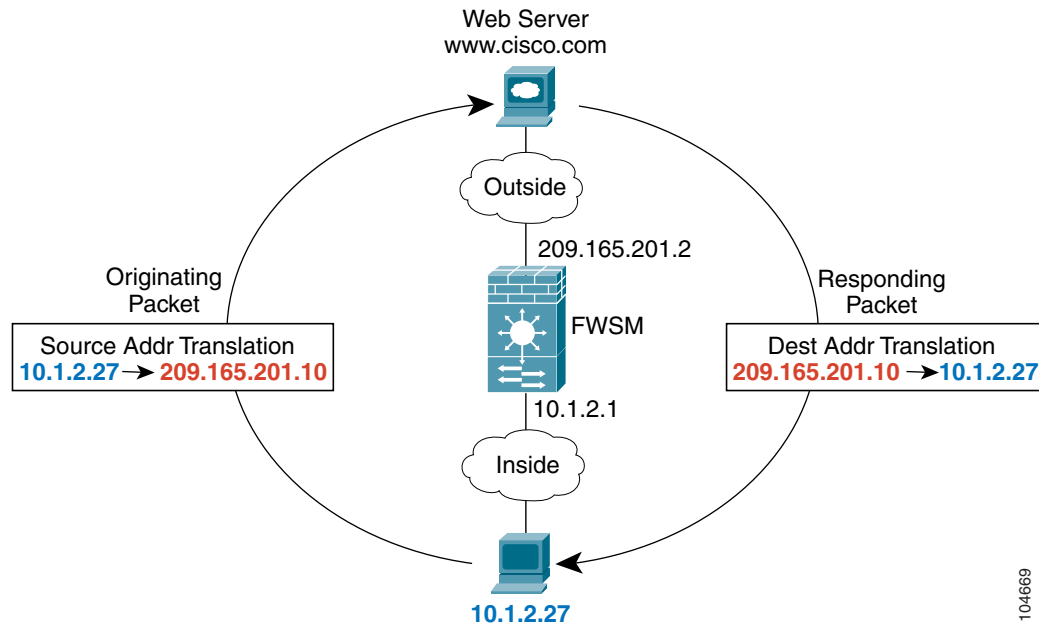 Web Server
www.cisco.com
Outside
209.165.201.2
Originating
Packet
Responding
Packet
FWSM
Source Addr Translation
10.1.2.27 → 209.165.201.10
Dest Addr Translation
209.165.201.10 → 10.1.2.27
10.1.2.1
Inside
10.1.2.27
104669